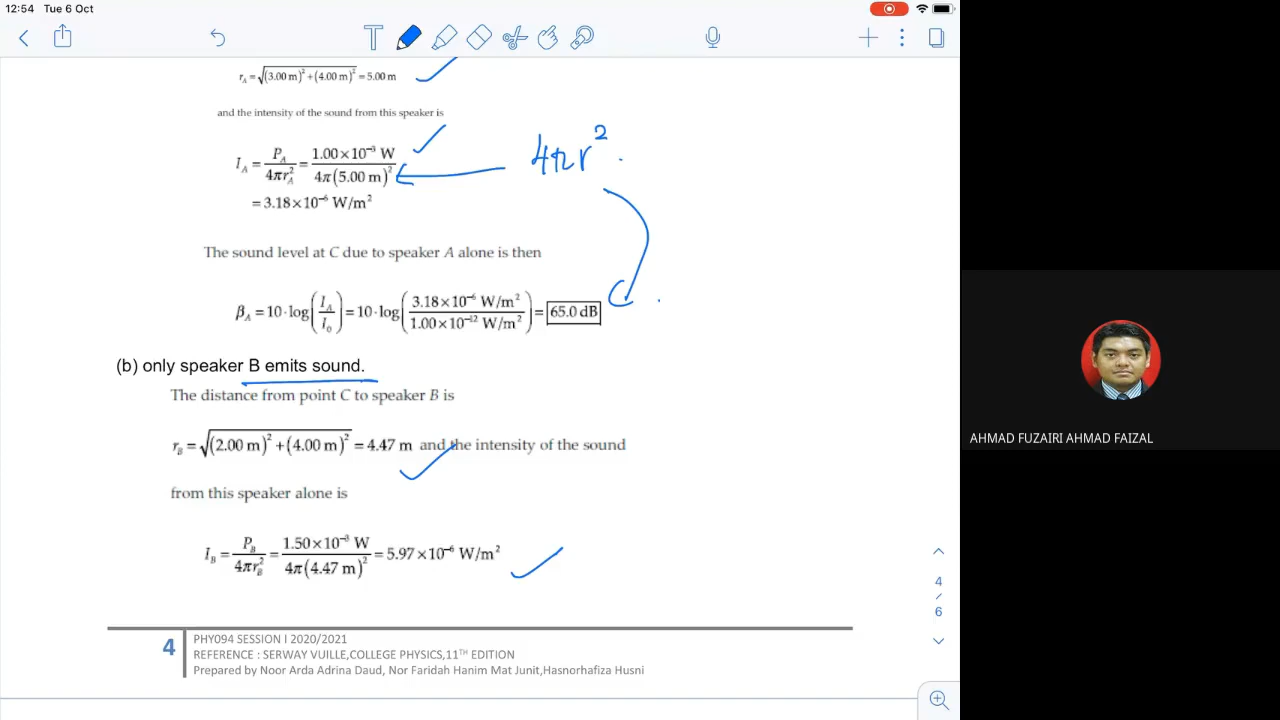 12:54 Tue 6 Oct
r_A = √((3.00 m)² + (4.00 m)²) = 5.00 m
and the intensity of the sound from this speaker is
I_A = P_A / 4πr_A² = 1.00×10⁻³ W / 4π(5.00 m)²
4πr².
= 3.18×10⁻⁶ W/m²
The sound level at C due to speaker A alone is then
β_A = 10·log(I_A / I_0) = 10·log(3.18×10⁻⁶ W/m² / 1.00×10⁻¹² W/m²) = 65.0 dB
(b) only speaker B emits sound.
The distance from point C to speaker B is
r_B = √((2.00 m)² + (4.00 m)²) = 4.47 m and the intensity of the sound
from this speaker alone is
I_B = P_B / 4πr_B² = 1.50×10⁻³ W / 4π(4.47 m)² = 5.97×10⁻⁶ W/m²
4
/
6
4
PHY094 SESSION I 2020/2021
REFERENCE : SERWAY VUILLE,COLLEGE PHYSICS,11TH EDITION
Prepared by Noor Arda Adrina Daud, Nor Faridah Hanim Mat Junit,Hasnorhafiza Husni
AHMAD FUZAIRI AHMAD FAIZAL